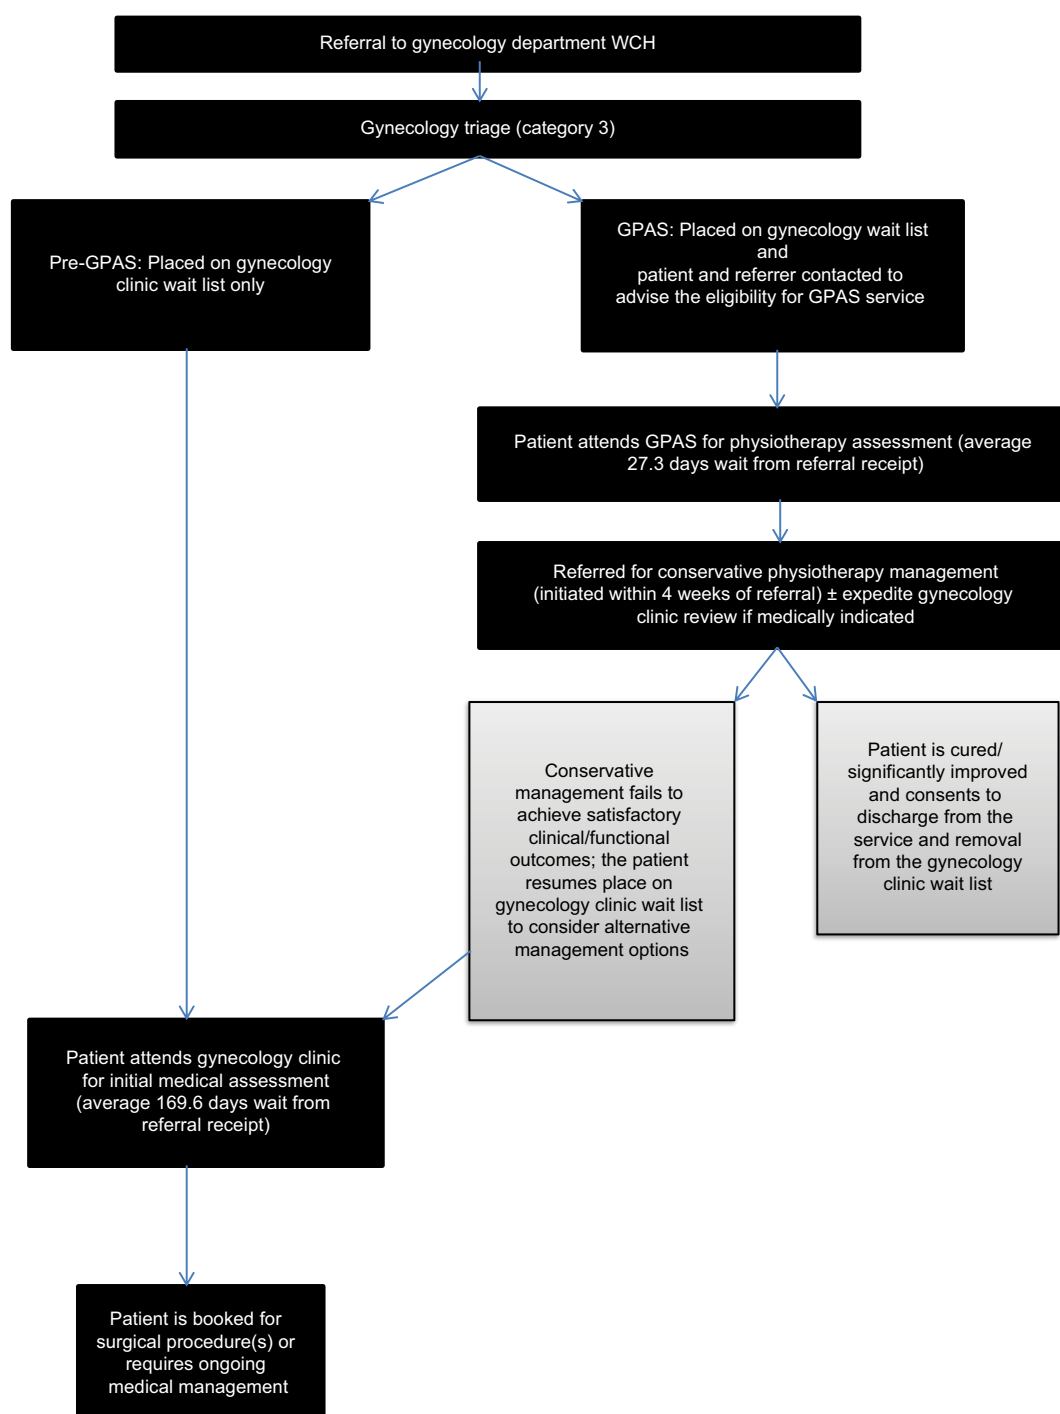 Referral to gynecology department WCH
Gynecology triage (category 3)
Pre-GPAS: Placed on gynecology
clinic wait list only
GPAS: Placed on gynecology wait list
and
patient and referrer contacted to
advise the eligibility for GPAS service
Patient attends GPAS for physiotherapy assessment (average
27.3 days wait from referral receipt)
Referred for conservative physiotherapy management
(initiated within 4 weeks of referral) ± expedite gynecology
clinic review if medically indicated
Conservative
management fails to
achieve satisfactory
clinical/functional
outcomes; the patient
resumes place on
gynecology clinic wait list
to consider alternative
management options
Patient is cured/
significantly improved
and consents to
discharge from the
service and removal
from the gynecology
clinic wait list
Patient attends gynecology clinic
for initial medical assessment
(average 169.6 days wait from
referral receipt)
Patient is booked for
surgical procedure(s) or
requires ongoing
medical management